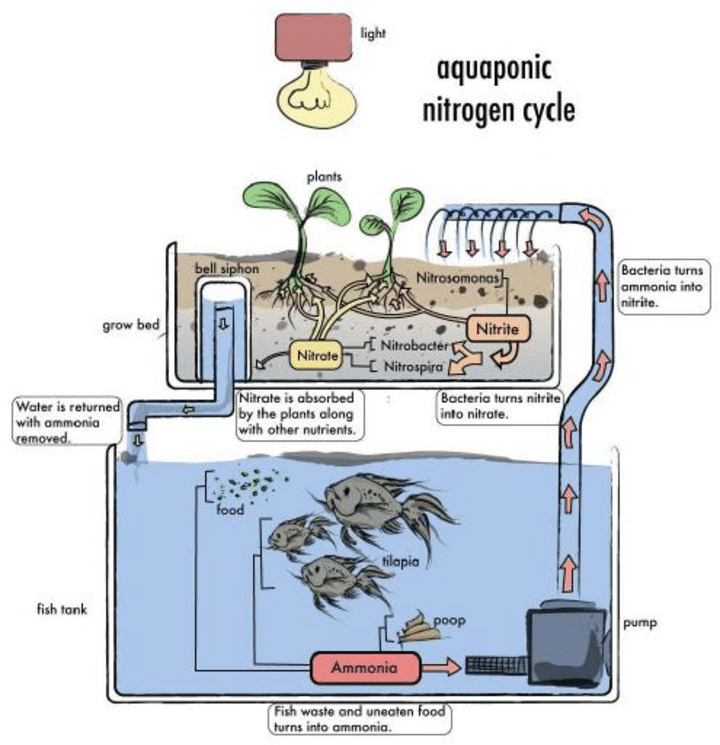 light
aquaponic
nitrogen cycle
plants
bell siphon
Nitrosomonas
Bacteria turns
ammonia into
nitrite.
grow bed
Nitrite
Nitrate
Nitrobacter
Nitrospira
Water is returned
with ammonia
removed.
Nitrate is absorbed
by the plants along
with other nutrients.
Bacteria turns nitrite
into nitrate.
food
tilapia
fish tank
poop
pump
Ammonia
Fish waste and uneaten food
turns into ammonia.